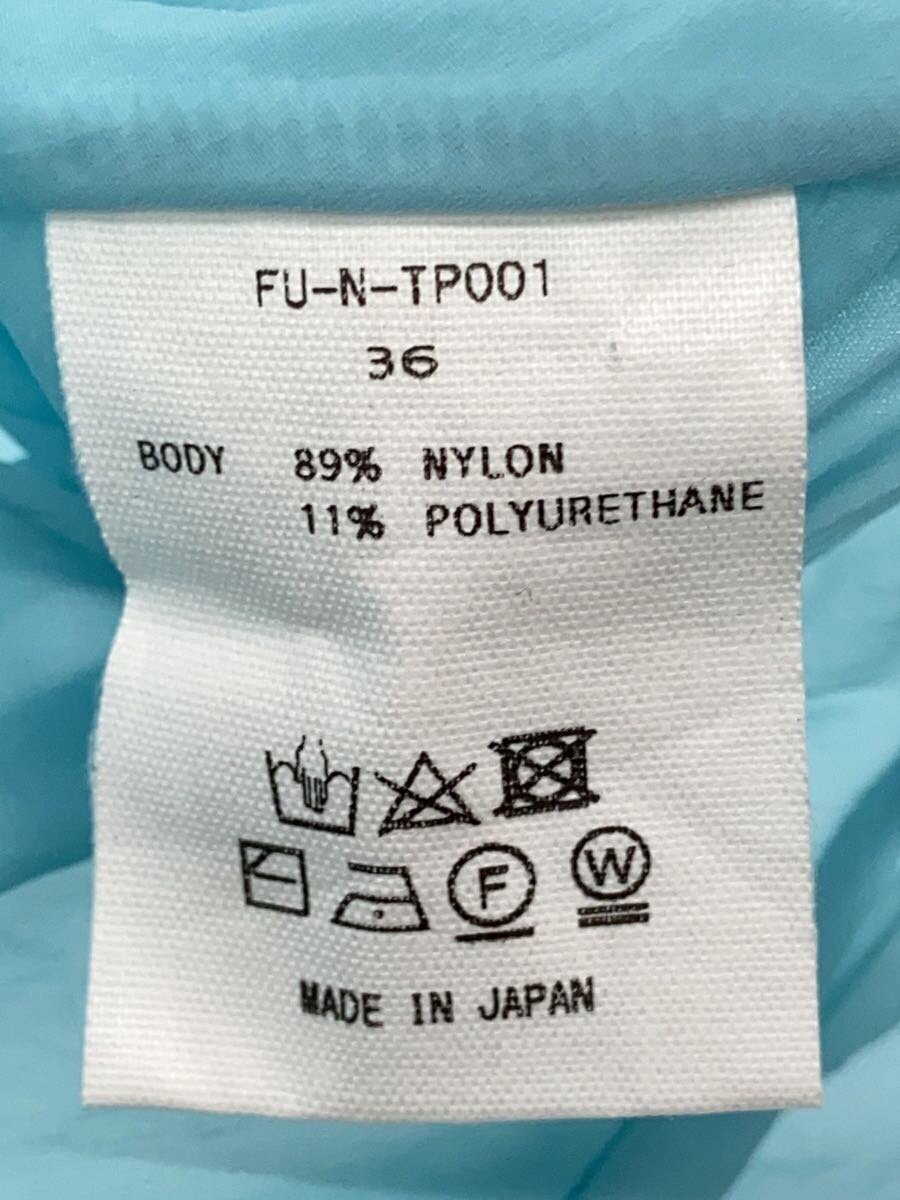 FU-N-TP001
36
BODY 89% NYLON
11% POLYURETHANE
F W
MADE IN JAPAN